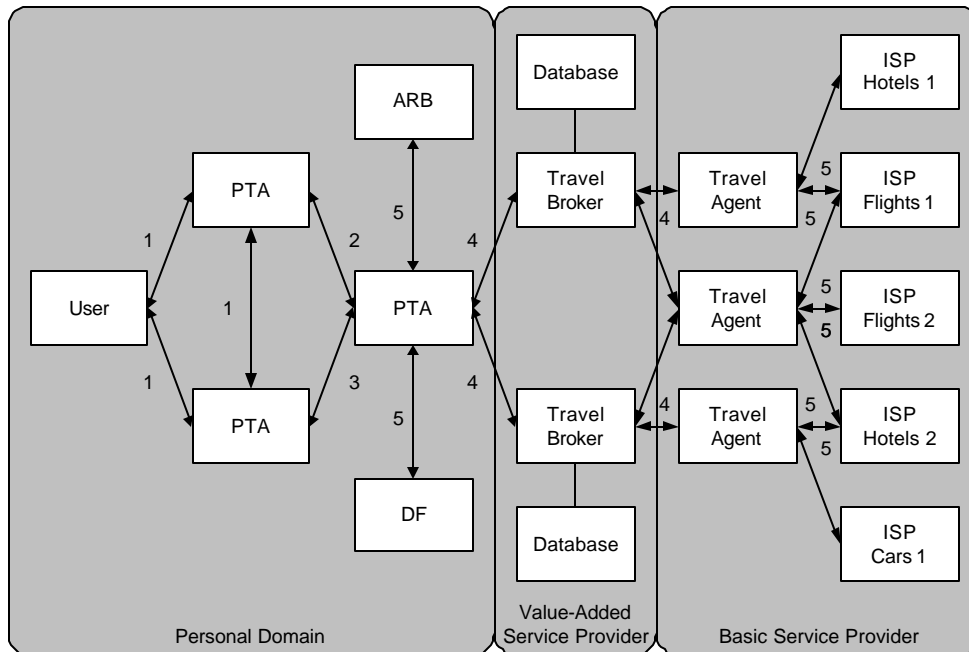 Database
ISP
Hotels 1
ARB
PTA
Travel
Broker
Travel
Agent
5
ISP
Flights 1
1
2
5
4
4
5
User
1
PTA
Travel
Agent
5
5
ISP
Flights 2
1
3
5
4
4
5
5
PTA
Travel
Broker
Travel
Agent
ISP
Hotels 2
DF
Database
ISP
Cars 1
Personal Domain
Value-Added
Service Provider
Basic Service Provider